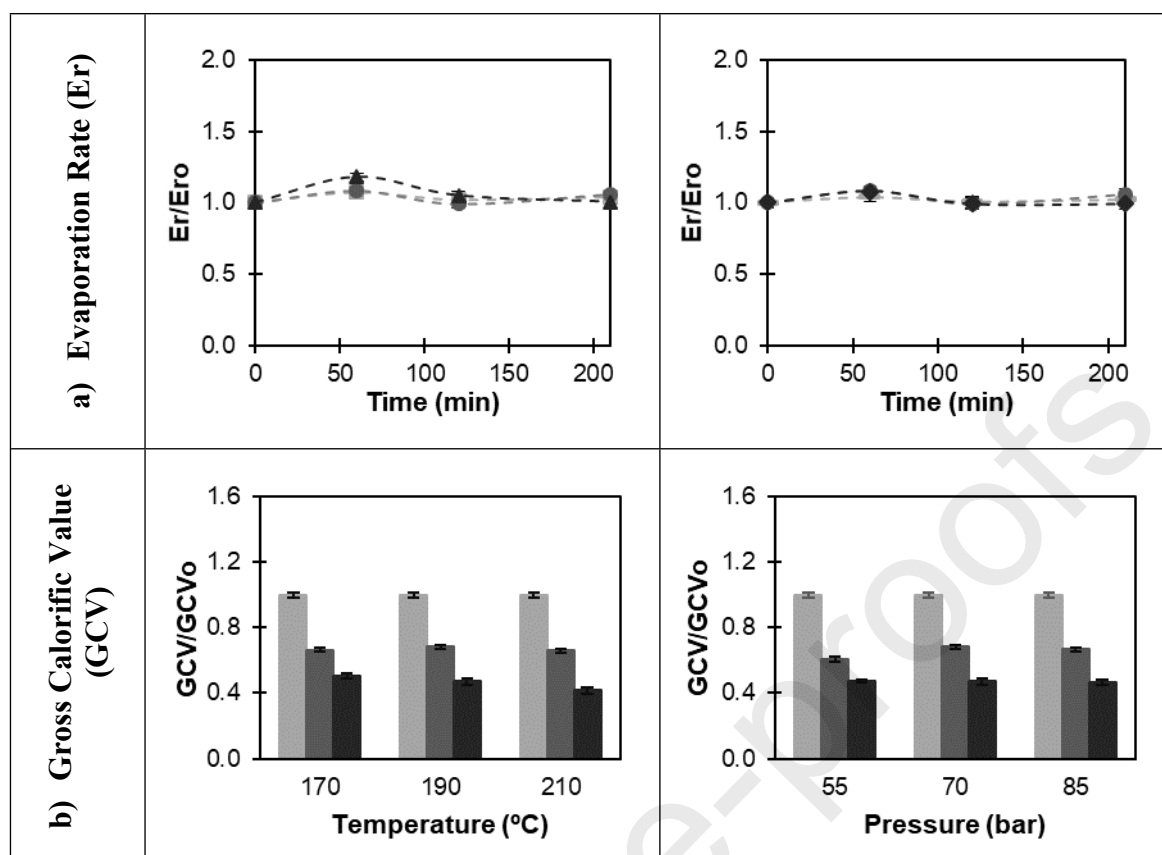 a) Evaporation Rate (Er)
2.0
1.5
1.0
0.5
0.0
Er/Ero
0 50 100 150 200
Time (min)
2.0
1.5
1.0
0.5
0.0
Er/Ero
0 50 100 150 200
Time (min)
b) Gross Calorific Value
(GCV)
1.6
1.2
0.8
0.4
0.0
GCV/GCVo
170 190 210
Temperature (ºC)
1.6
1.2
0.8
0.4
0.0
GCV/GCVo
55 70 85
Pressure (bar)
e-proofs